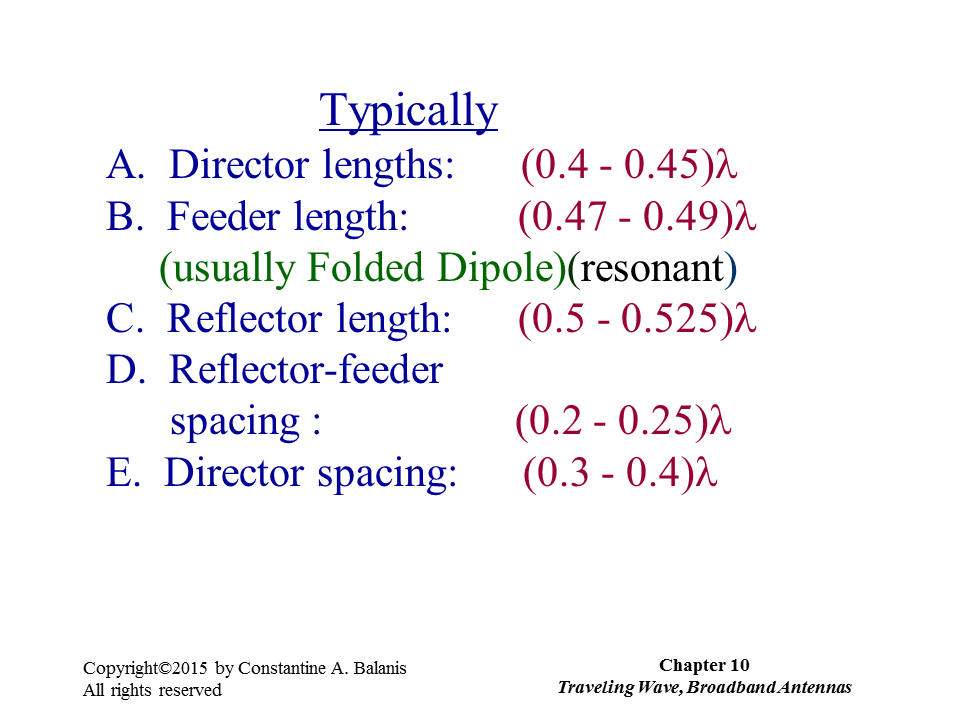 Typically
A. Director lengths: (0.4 - 0.45)λ
B. Feeder length: (0.47 - 0.49)λ
(usually Folded Dipole)(resonant)
C. Reflector length: (0.5 - 0.525)λ
D. Reflector-feeder
spacing : (0.2 - 0.25)λ
E. Director spacing: (0.3 - 0.4)λ
Copyright©2015 by Constantine A. Balanis
All rights reserved
Chapter 10
Traveling Wave, Broadband Antennas